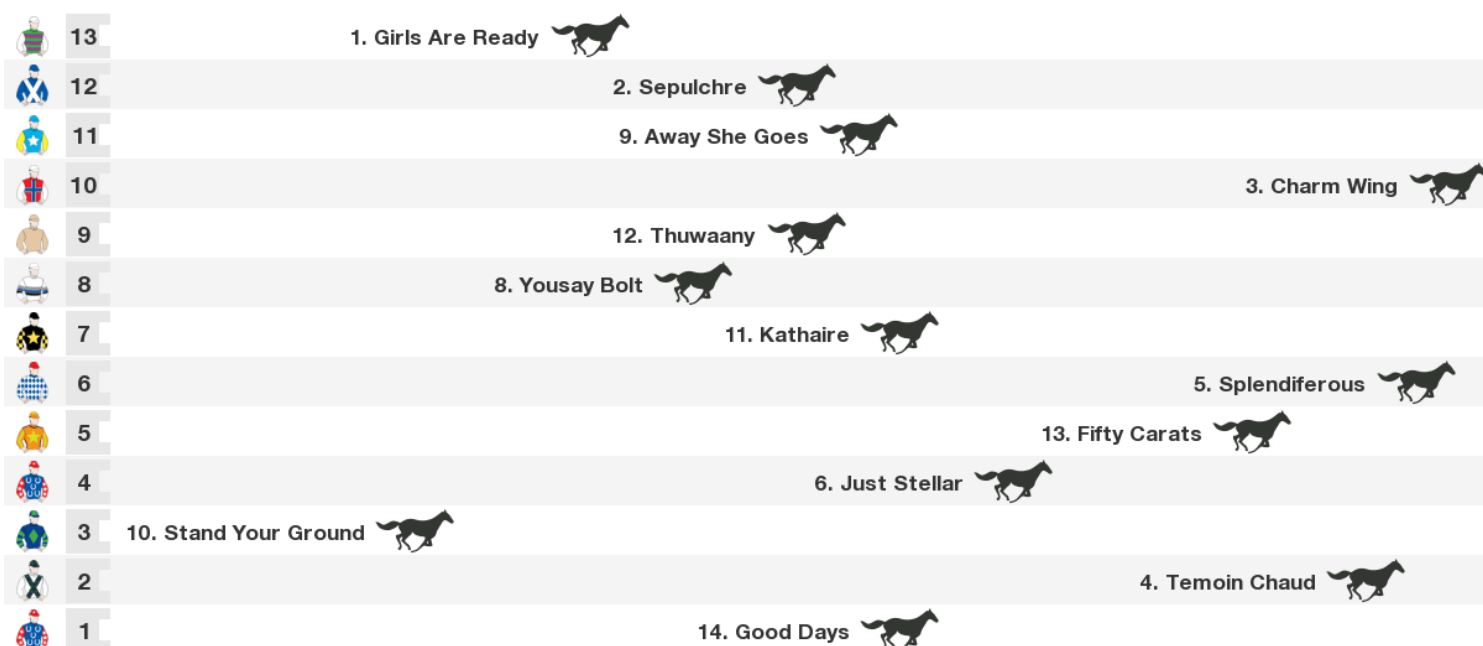 13 1. Girls Are Ready
12 2. Sepulchre
11 9. Away She Goes
10 3. Charm Wing
9 12. Thuwaany
8 8. Yousay Bolt
7 11. Kathaire
6 5. Splendiferous
5 13. Fifty Carats
4 6. Just Stellar
3 10. Stand Your Ground
2 4. Temoin Chaud
1 14. Good Days